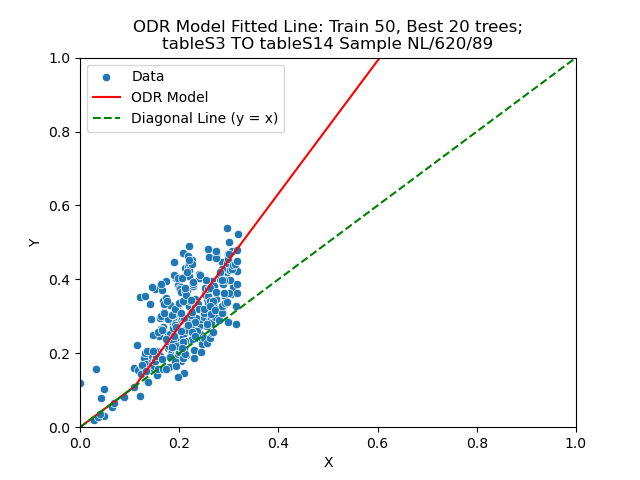 ODR Model Fitted Line: Train 50, Best 20 trees;
tableS3 TO tableS14 Sample NL/620/89
Data
ODR Model
Diagonal Line (y = x)
Y
1.0
0.8
0.6
0.4
0.2
0.0
0.0 0.2 0.4 0.6 0.8 1.0
X